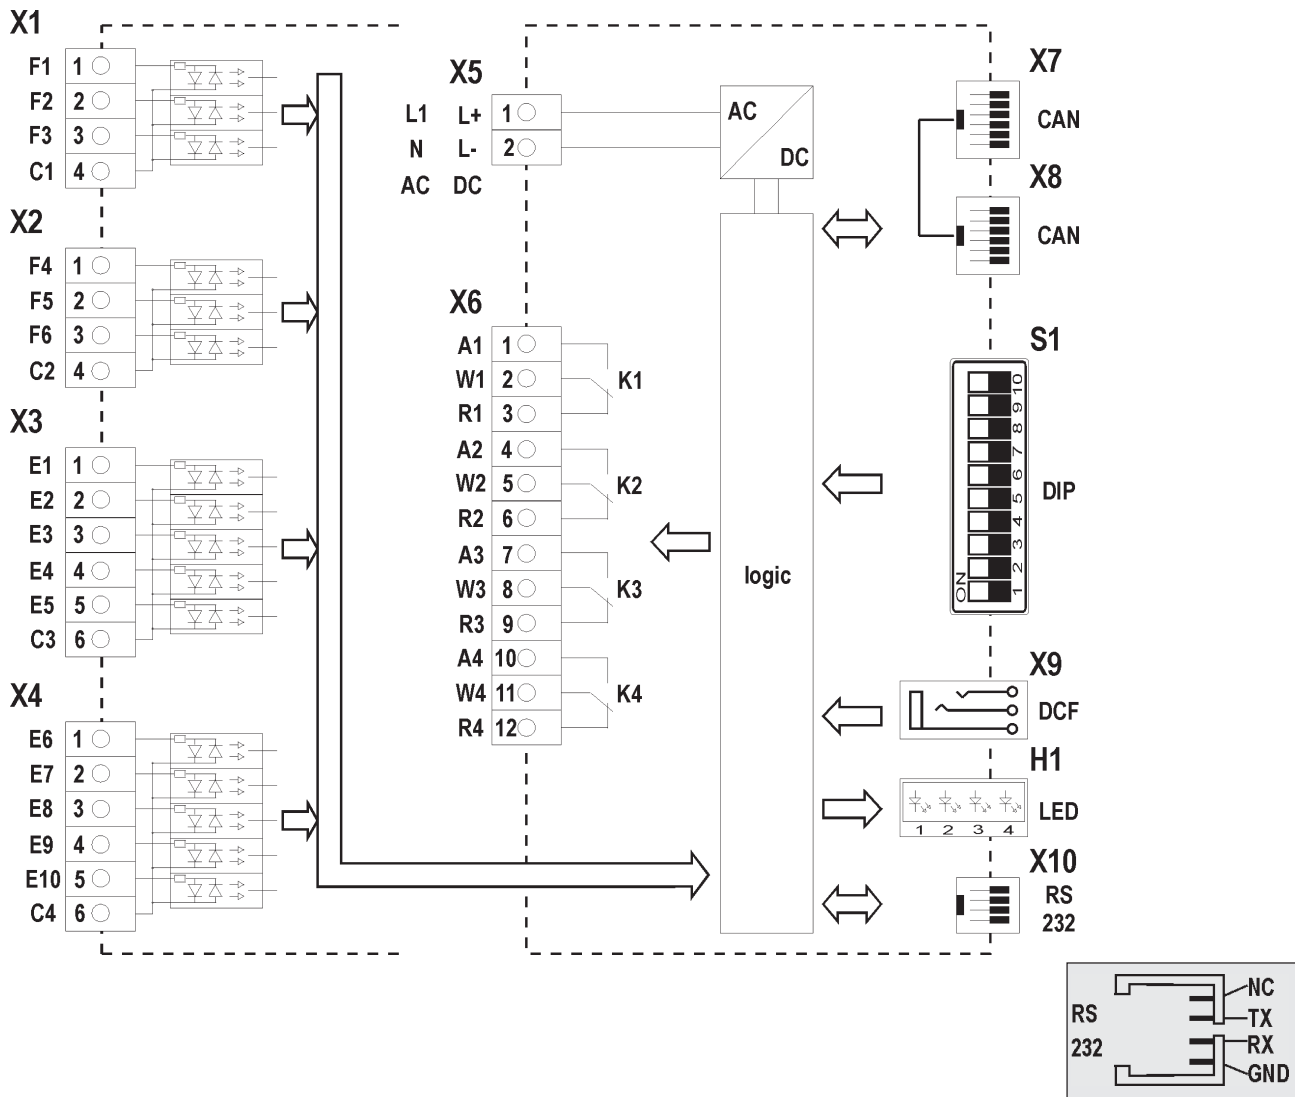 X1
F1 1
F2 2
F3 3
C1 4
X2
F4 1
F5 2
F6 3
C2 4
X3
E1 1
E2 2
E3 3
E4 4
E5 5
C3 6
X4
E6 1
E7 2
E8 3
E9 4
E10 5
C4 6
X5
L1 L+ 1
N L- 2
AC DC
AC
DC
X6
A1 1
W1 2
K1
R1 3
A2 4
W2 5
K2
R2 6
A3 7
W3 8
K3
R3 9
A4 10
W4 11
K4
R4 12
logic
X7
CAN
X8
CAN
S1
10
9
8
7
6
5
4
3
2
1
ON
DIP
X9
DCF
H1
LED
1 2 3 4
X10
RS
232
RS
232
NC
TX
RX
GND